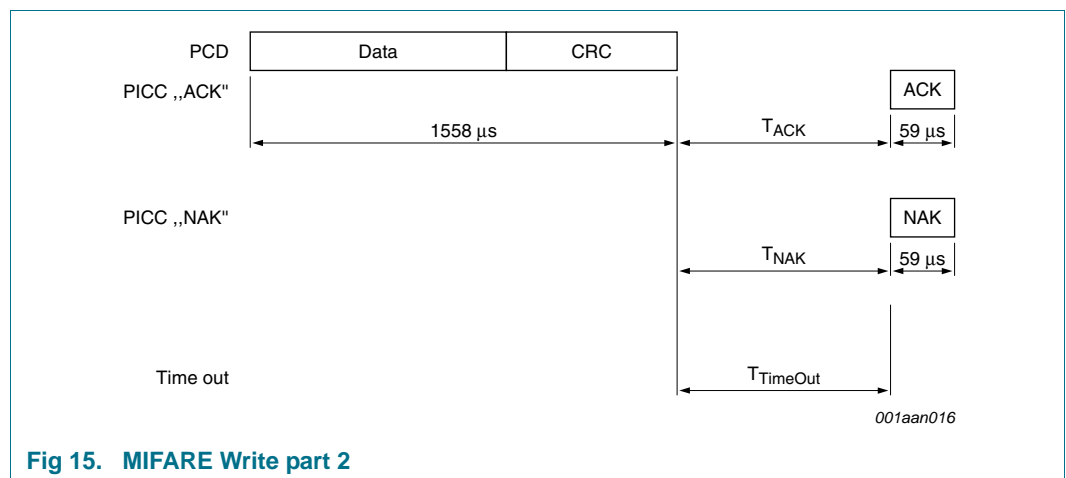 PCD Data CRC
PICC ,,ACK" ACK
1558 μs TACK 59 μs
PICC ,,NAK" NAK
TNAK 59 μs
Time out TTimeOut
001aan016
Fig 15. MIFARE Write part 2